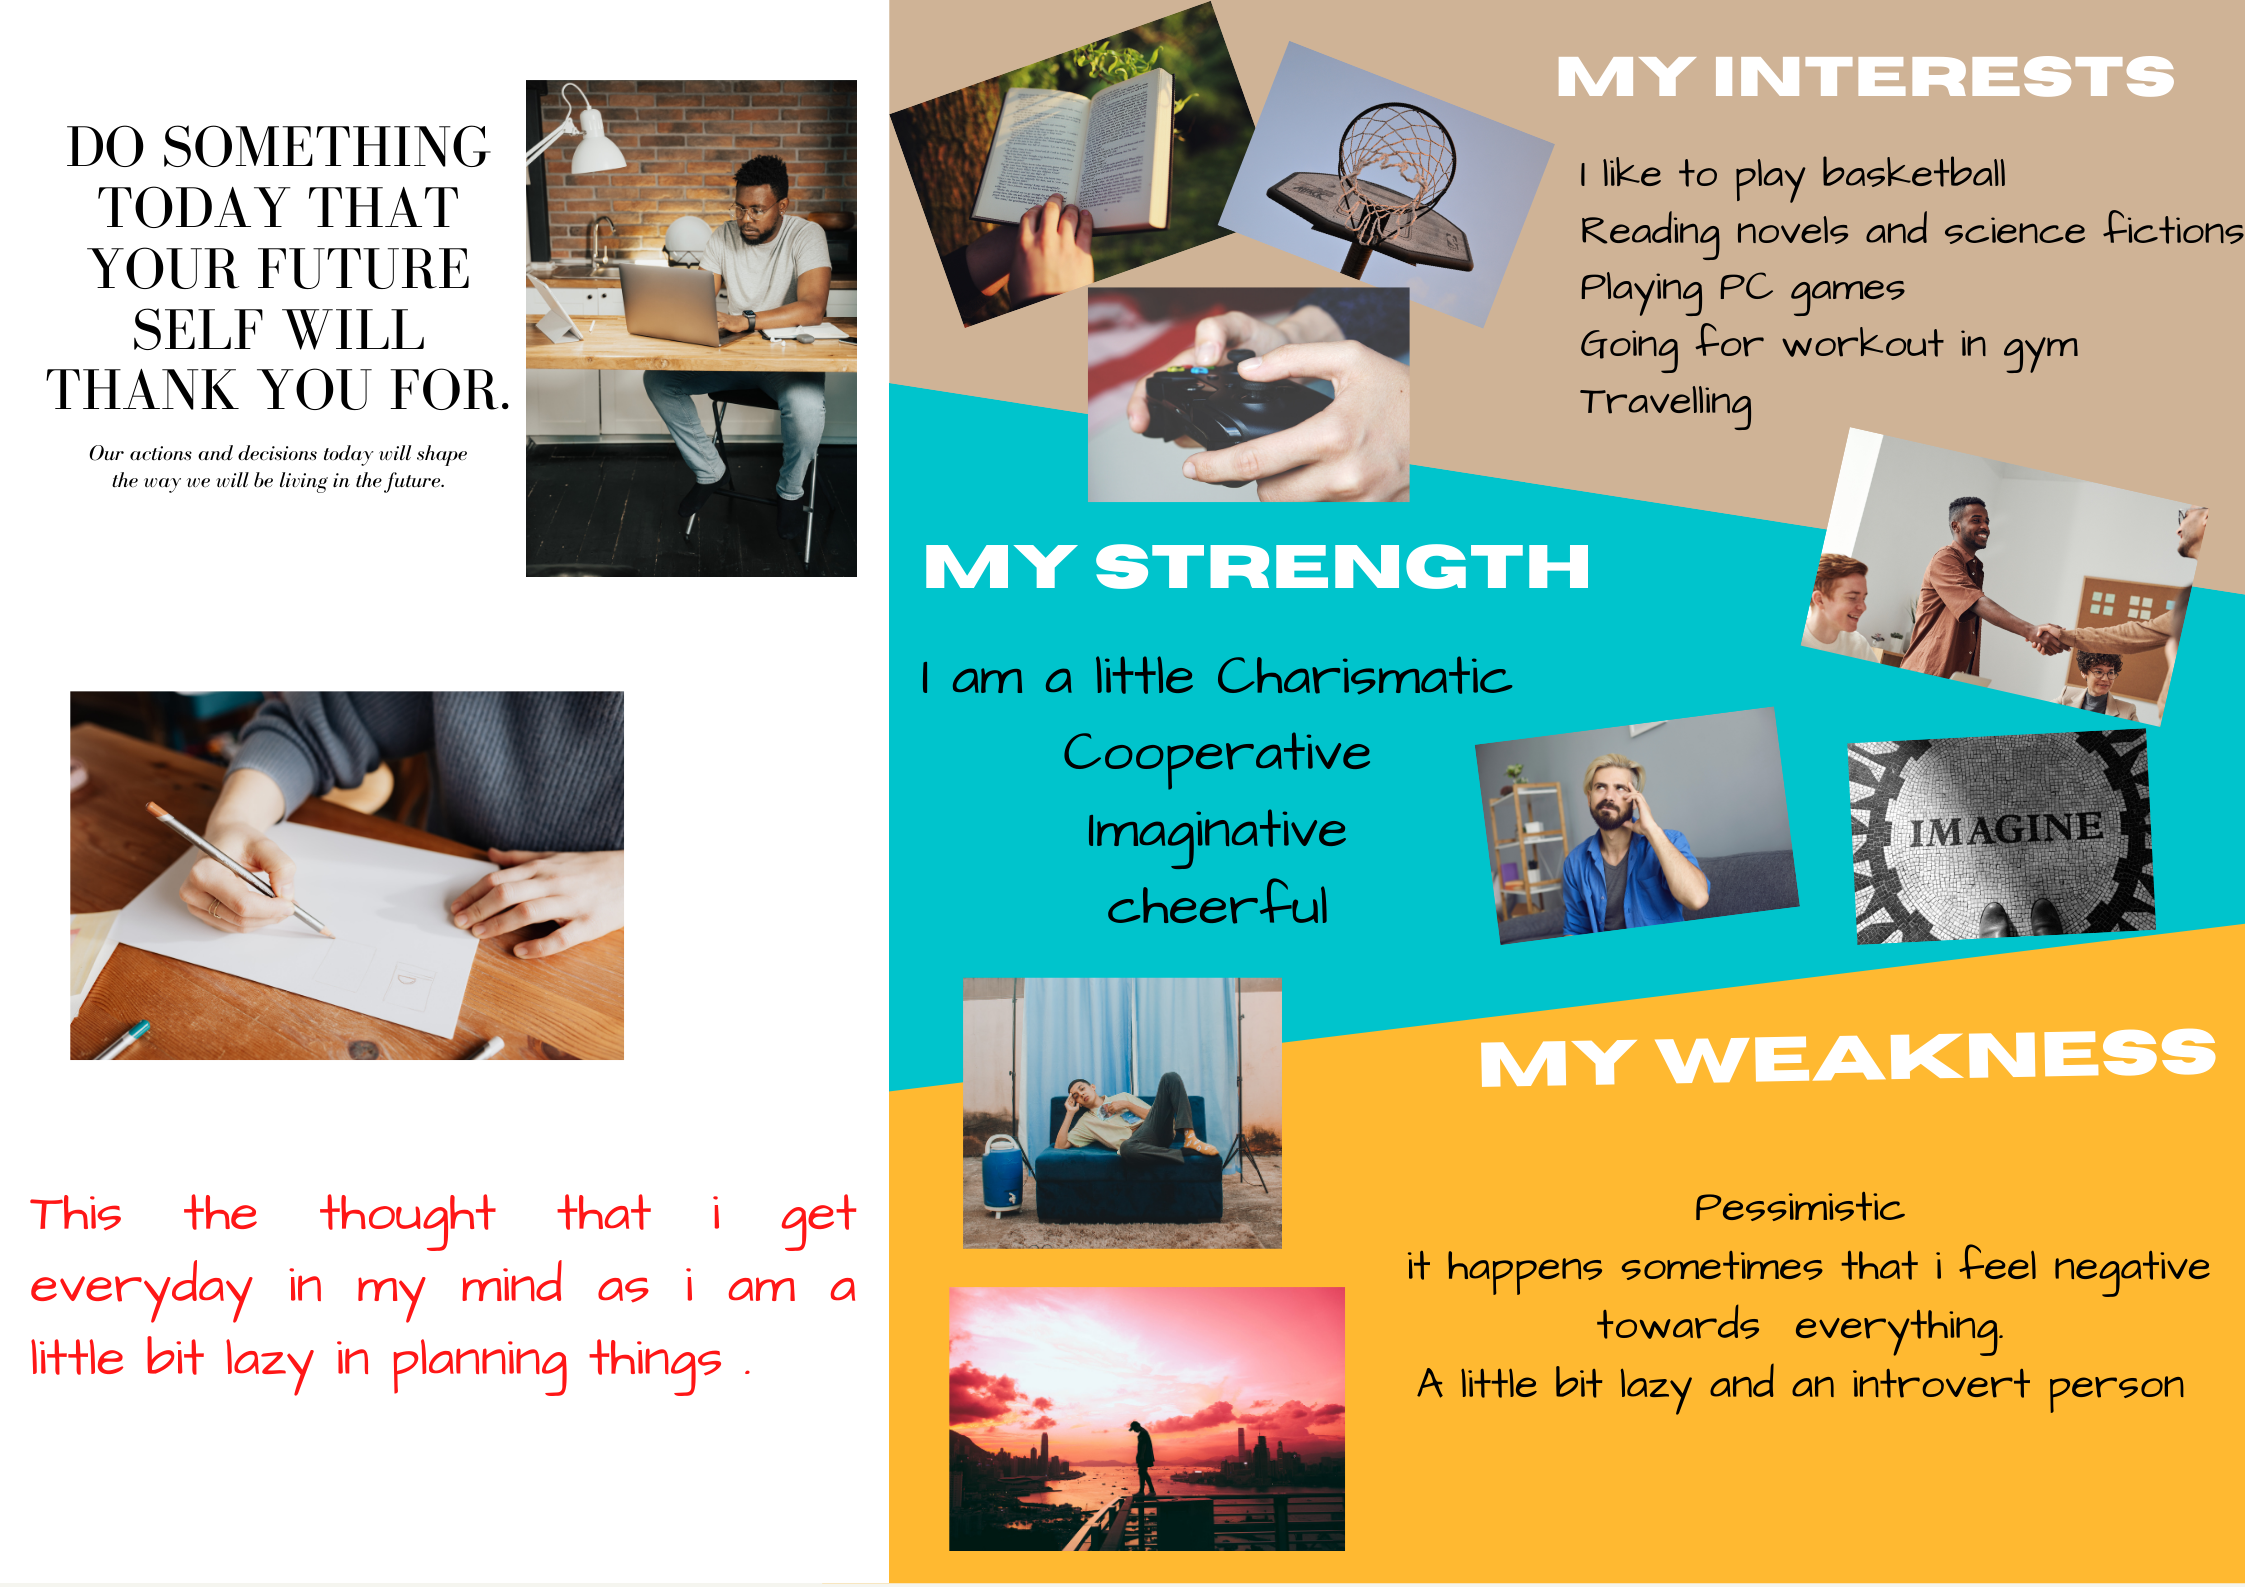 DO SOMETHING
TODAY THAT
YOUR FUTURE
SELF WILL
THANK YOU FOR.
Our actions and decisions today will shape
the way we will be living in the future.
This the thought that i get
everyday in my mind as i am a
little bit lazy in planning things .
MY INTERESTS
I like to play basketball
Reading novels and science fictions
Playing PC games
Going for workout in gym
Travelling
MY STRENGTH
I am a little Charismatic
Cooperative
Imaginative
cheerful
IMAGINE
MY WEAKNESS
Pessimistic
it happens sometimes that i feel negative
towards everything.
A little bit lazy and an introvert person